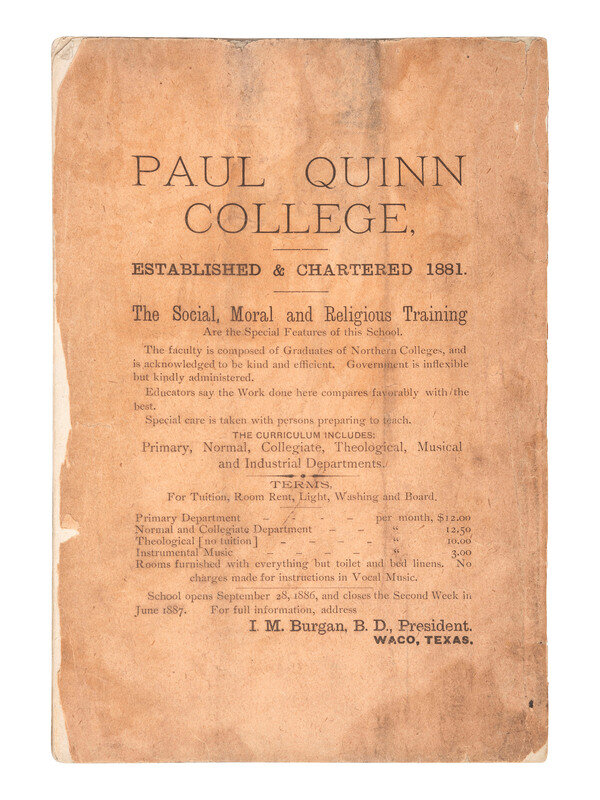 PAUL QUINN
COLLEGE,
ESTABLISHED & CHARTERED 1881.
The Social, Moral and Religious Training
Are the Special Features of this School.
The faculty is composed of Graduates of Northern Colleges, and
is acknowledged to be kind and efficient. Government is inflexible
but kindly administered.
Educators say the Work done here compares favorably with the
best.
Special care is taken with persons preparing to teach.
THE CURRICULUM INCLUDES:
Primary, Normal, Collegiate, Theological, Musical
and Industrial Departments.
TERMS,
For Tuition, Room Rent, Light, Washing and Board.
Primary Department - - - per month, $12.00
Normal and Collegiate Department - - " 12.50
Theological [no tuition] - - - - - " 10.00
Instrumental Music - - - - - " 3.00
Rooms furnished with everything but toilet and bed linens. No
charges made for instructions in Vocal Music.
School opens September 28, 1886, and closes the Second Week in
June 1887. For full information, address
I. M. Burgan, B. D., President.
WACO, TEXAS.